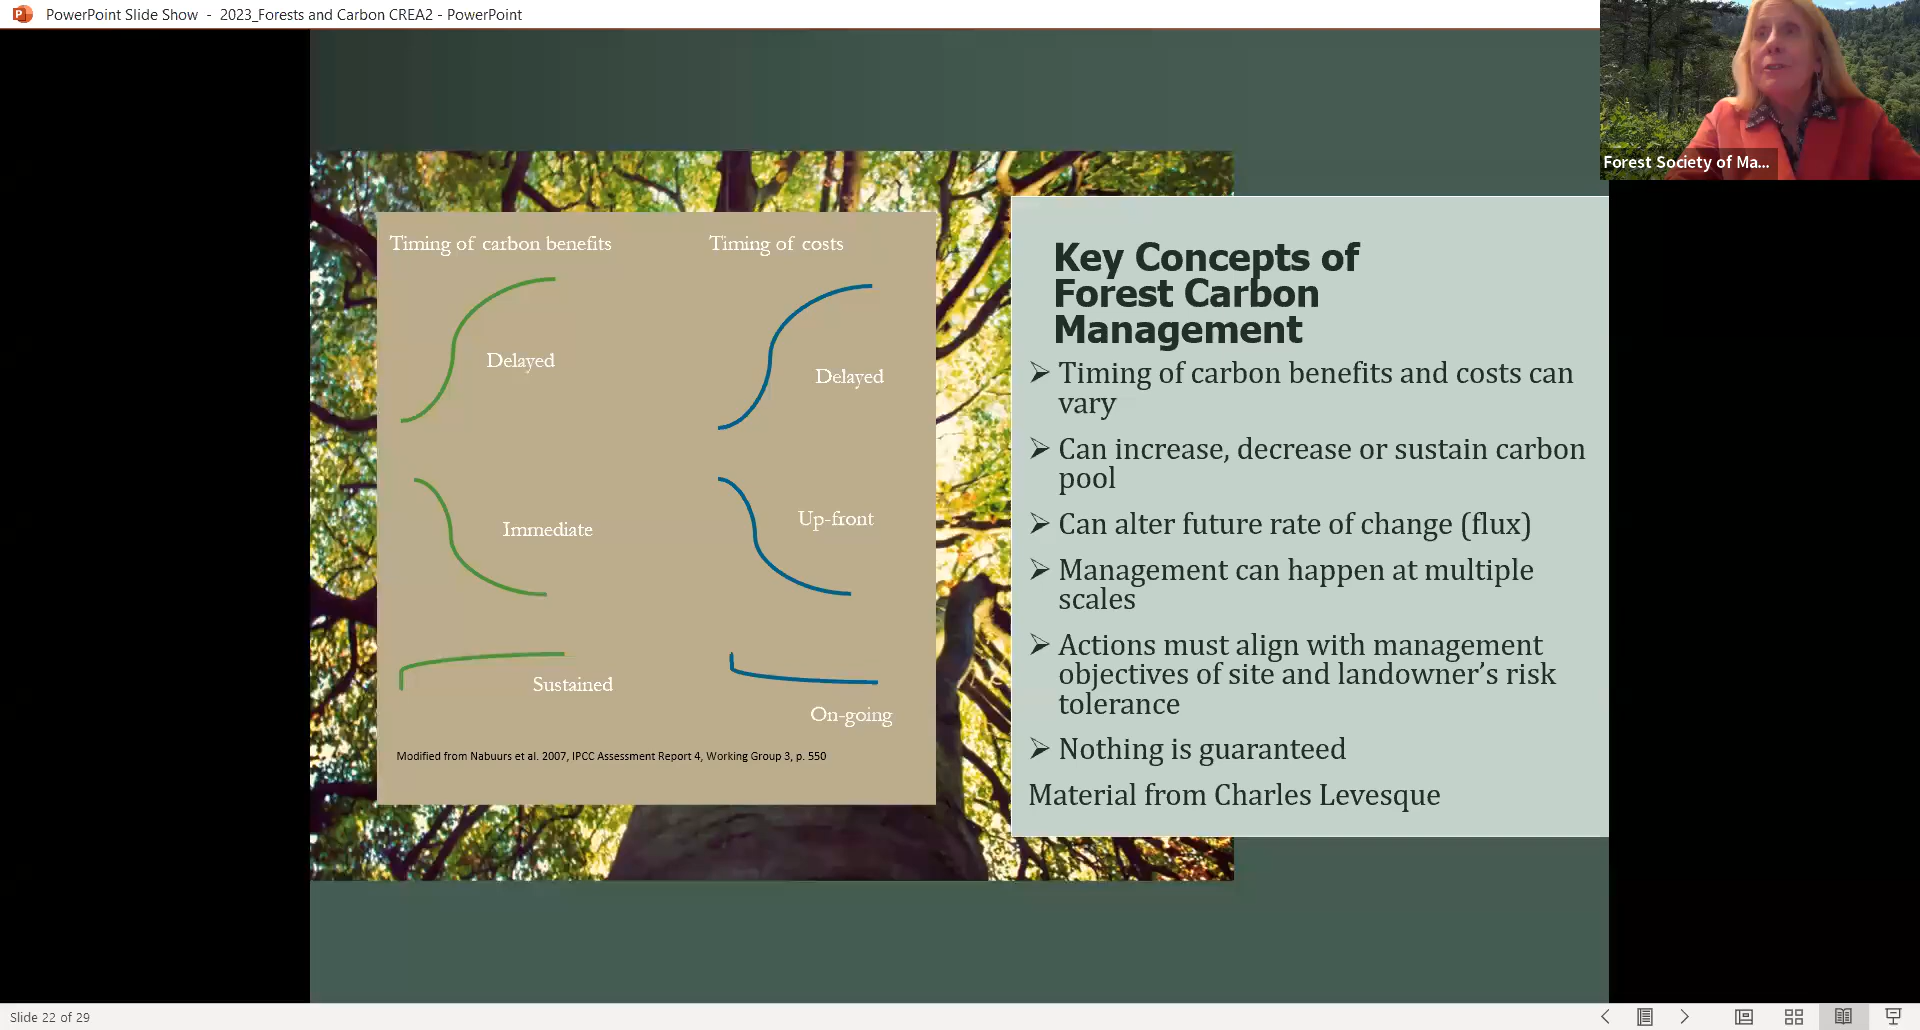 PowerPoint Slide Show - 2023_Forests and Carbon CREA2 - PowerPoint
Forest Society of Ma...
Timing of carbon benefits
Timing of costs
Delayed
Delayed
Immediate
Up-front
Sustained
On-going
Modified from Nabuurs et al. 2007, IPCC Assessment Report 4, Working Group 3, p. 550
Key Concepts of
Forest Carbon
Management
➢ Timing of carbon benefits and costs can
vary
➢ Can increase, decrease or sustain carbon
pool
➢ Can alter future rate of change (flux)
➢ Management can happen at multiple
scales
➢ Actions must align with management
objectives of site and landowner’s risk
tolerance
➢ Nothing is guaranteed
Material from Charles Levesque
Slide 22 of 29